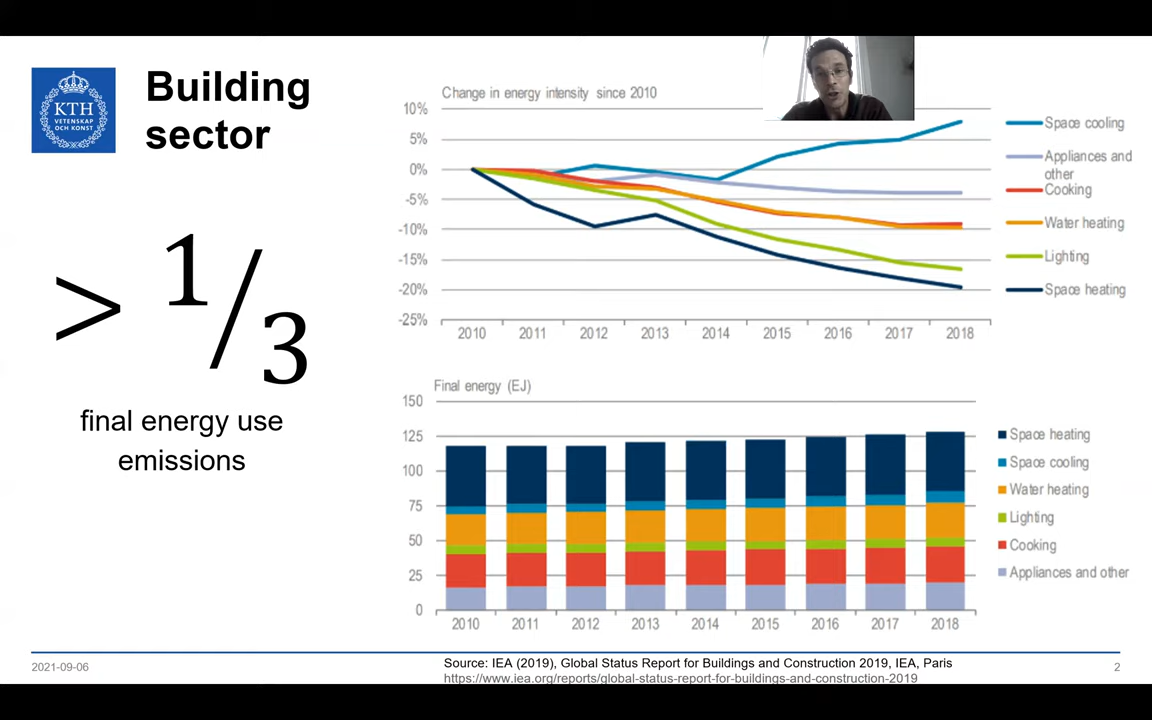 KTH
VETENSKAP
OCH KONST
Building
sector
> 1/3
final energy use
emissions
Change in energy intensity since 2010
10%
5%
0%
-5%
-10%
-15%
-20%
-25%
2010 2011 2012 2013 2014 2015 2016 2017 2018
Space cooling
Appliances and
other
Cooking
Water heating
Lighting
Space heating
Final energy (EJ)
150
125
100
75
50
25
0
2010 2011 2012 2013 2014 2015 2016 2017 2018
Space heating
Space cooling
Water heating
Lighting
Cooking
Appliances and other
2021-09-06
Source: IEA (2019), Global Status Report for Buildings and Construction 2019, IEA, Paris
https://www.iea.org/reports/global-status-report-for-buildings-and-construction-2019
2